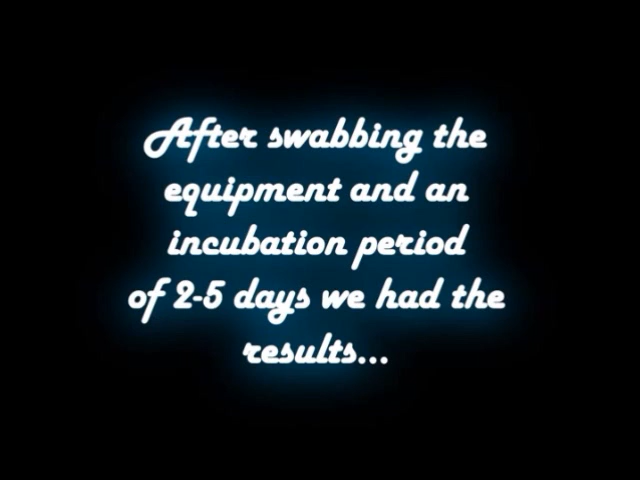 After swabbing the
equipment and an
incubation period
of 2-5 days we had the
results...